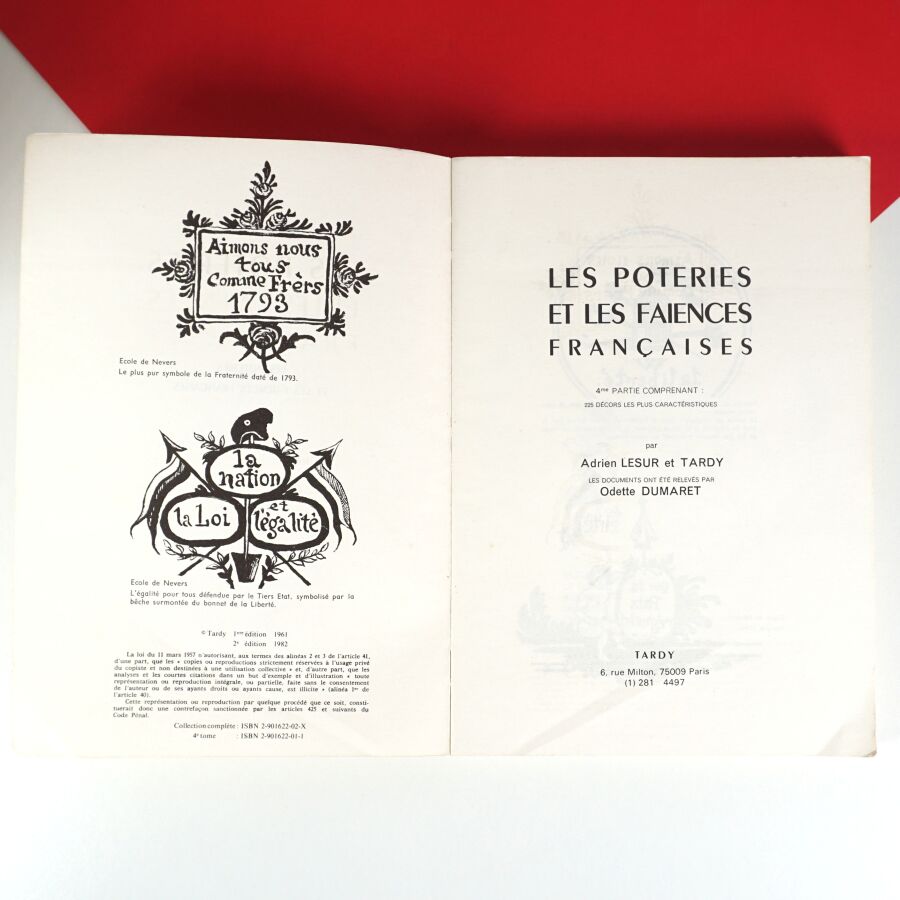 Aimons nous
tous
Comme Frèrs
1793
Ecole de Nevers
Le plus pur symbole de la Fraternité daté de 1793.
la
nation
la Loi
et
l'égalité
Ecole de Nevers
L'égalité pour tous défendue par le Tiers Etat, symbolisé par la
bêche surmontée du bonnet de la Liberté.
© Tardy 1ère édition 1961
2e édition 1982
La loi du 11 mars 1957 n'autorisant, aux termes des alinéas 2 et 3 de l'article 41,
d'une part, que les « copies ou reproductions strictement réservées à l'usage privé
du copiste et non destinées à une utilisation collective » et, d'autre part, que les
analyses et les courtes citations dans un but d'exemple et d'illustration « toute
représentation ou reproduction intégrale, ou partielle, faite sans le consentement
de l'auteur ou de ses ayants droits ou ayants cause, est illicite » (alinéa 1er de
l'article 40).
Cette représentation ou reproduction par quelque procédé que ce soit, consti-
tuerait donc une contrefaçon sanctionnée par les articles 425 et suivants du
Code Pénal.
Collection complète : ISBN 2-901622-02-X
4e tome : ISBN 2-901622-01-1
LES POTERIES
ET LES FAIENCES
FRANÇAISES
4me PARTIE COMPRENANT :
225 DÉCORS LES PLUS CARACTÉRISTIQUES
par
Adrien LESUR et TARDY
LES DOCUMENTS ONT ÉTÉ RELEVÉS PAR
Odette DUMARET
TARDY
6, rue Milton, 75009 Paris
(1) 281 4497